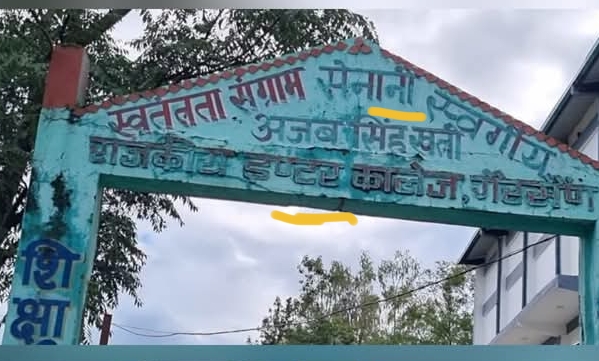 स्वतंत्रता संग्राम सेनानी स्वर्गीय
अजब सिंह खत्री
राजकीय इण्टर कालेज, गैरसैंण
शिक्षा